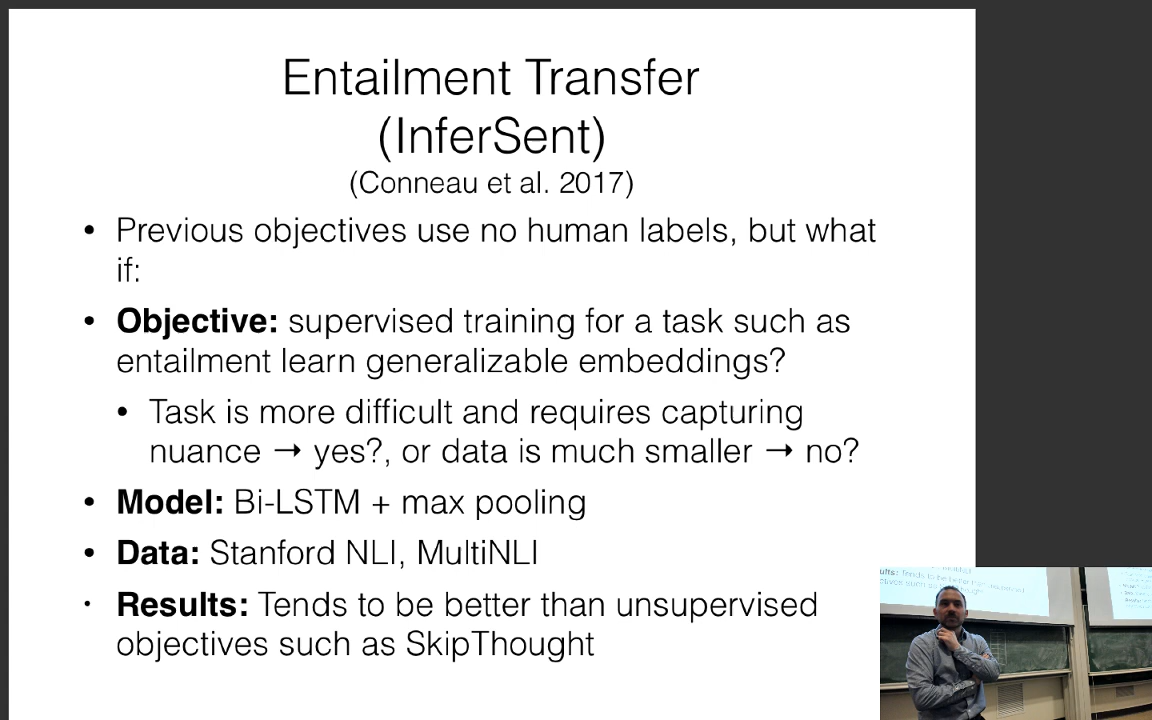 Entailment Transfer
(InferSent)
(Conneau et al. 2017)
• Previous objectives use no human labels, but what
if:
• Objective: supervised training for a task such as
entailment learn generalizable embeddings?
• Task is more difficult and requires capturing
nuance → yes?, or data is much smaller → no?
• Model: Bi-LSTM + max pooling
• Data: Stanford NLI, MultiNLI
• Results: Tends to be better than unsupervised
objectives such as SkipThought